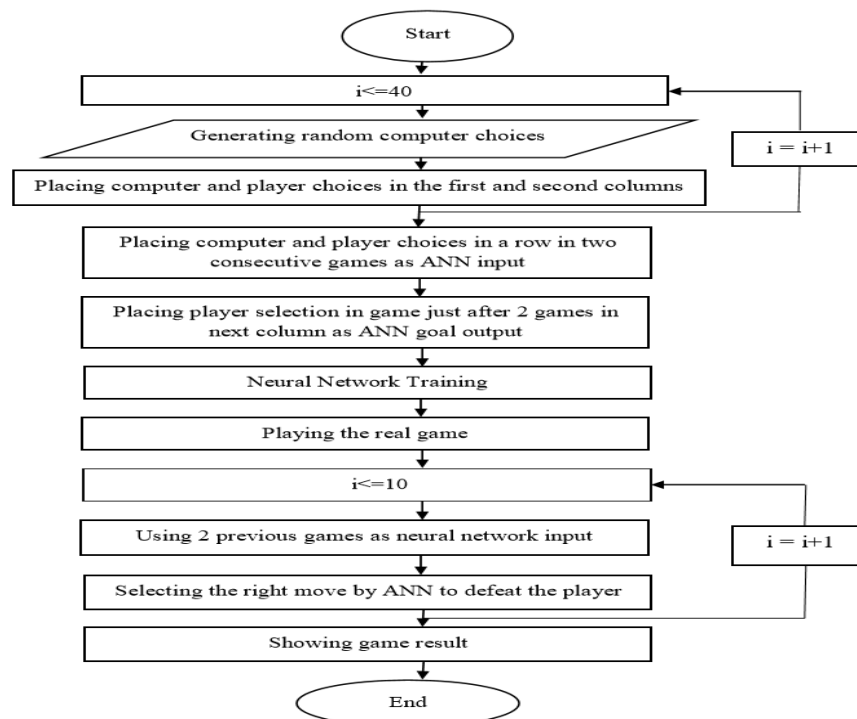 Start
i<=40
Generating random computer choices
i = i+1
Placing computer and player choices in the first and second columns
Placing computer and player choices in a row in two
consecutive games as ANN input
Placing player selection in game just after 2 games in
next column as ANN goal output
Neural Network Training
Playing the real game
i<=10
Using 2 previous games as neural network input
i = i+1
Selecting the right move by ANN to defeat the player
Showing game result
End